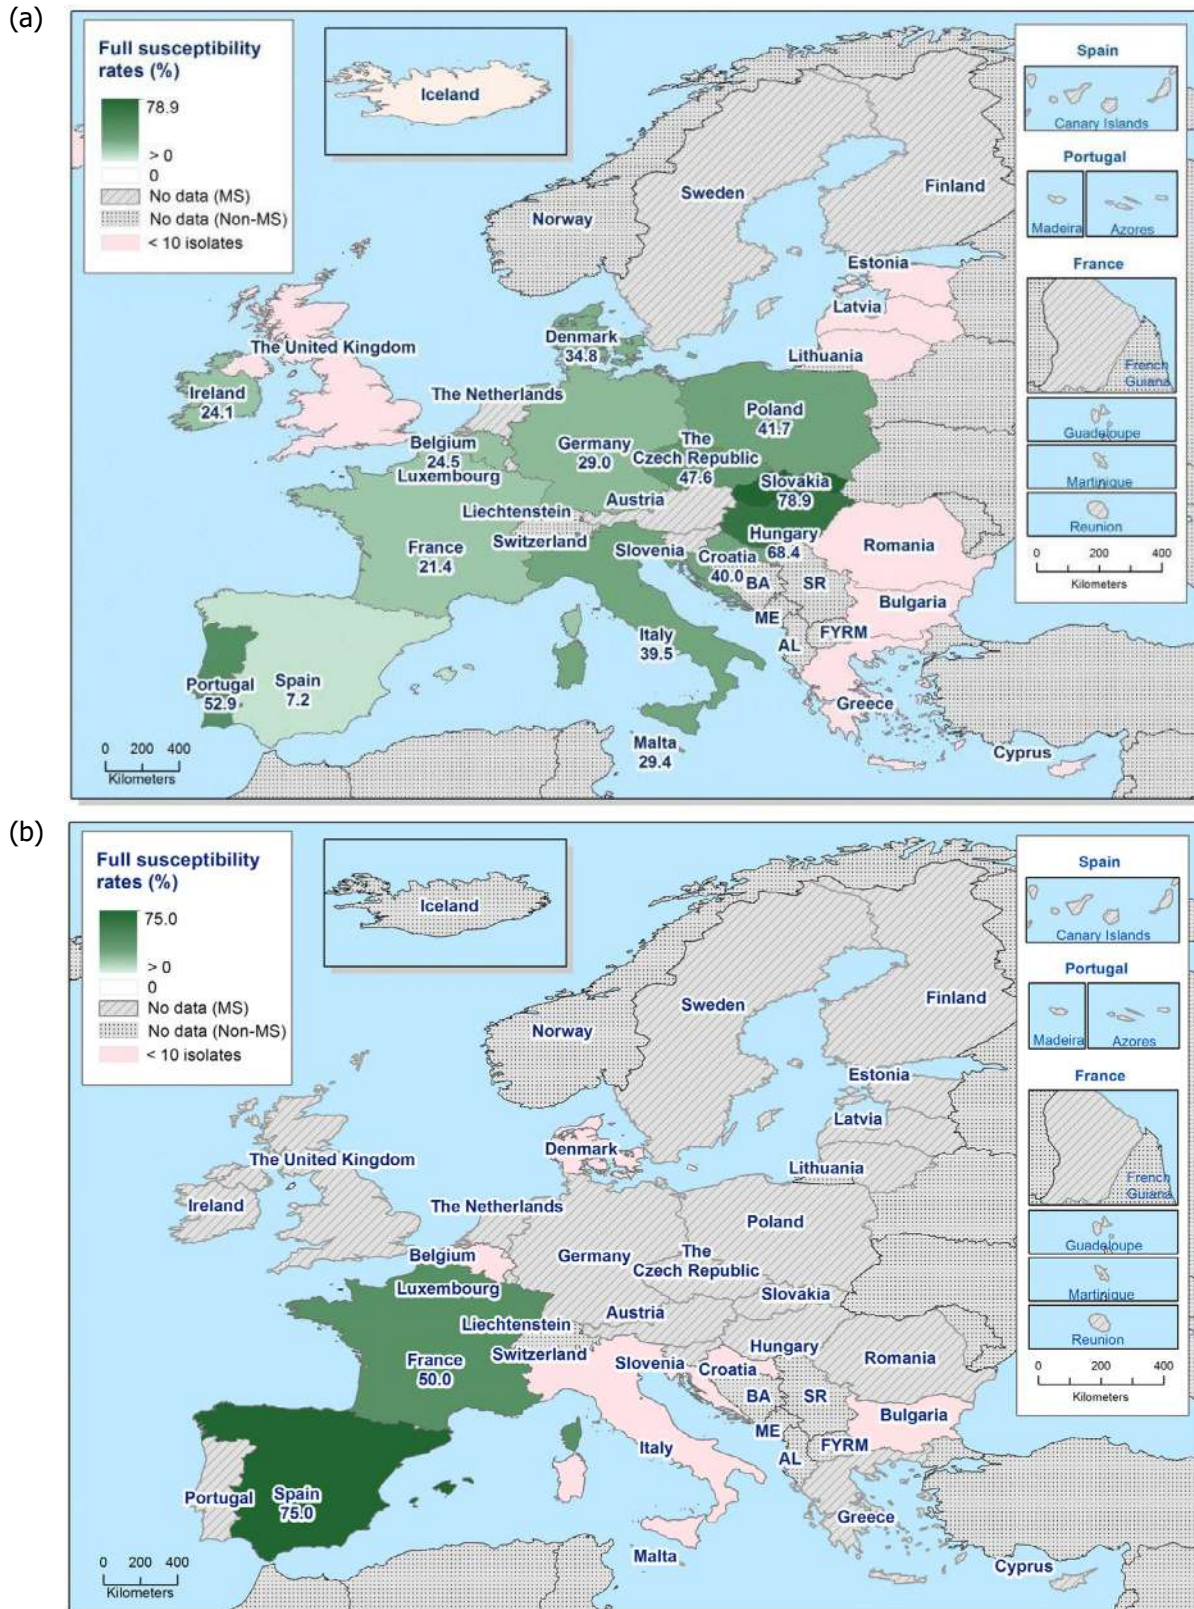 (a)
Full susceptibility
rates (%)
78.9
> 0
0
No data (MS)
No data (Non-MS)
< 10 isolates
Iceland
Spain
Canary Islands
Portugal
Madeira
Azores
France
French
Guiana
Guadeloupe
Martinique
Reunion
0 200 400
Kilometers
Norway
Sweden
Finland
Estonia
Latvia
Lithuania
Denmark
34.8
The United Kingdom
Ireland
24.1
The Netherlands
Belgium
24.5
Luxembourg
Germany
29.0
Poland
41.7
The
Czech Republic
47.6
Slovakia
78.9
Austria
Liechtenstein
Switzerland
Hungary
68.4
Slovenia
Croatia
40.0
Romania
France
21.4
BA
SR
Bulgaria
ME
FYRM
AL
Italy
39.5
Greece
Portugal
52.9
Spain
7.2
Malta
29.4
Cyprus
0 200 400
Kilometers
(b)
Full susceptibility
rates (%)
75.0
> 0
0
No data (MS)
No data (Non-MS)
< 10 isolates
Iceland
Spain
Canary Islands
Portugal
Madeira
Azores
France
French
Guiana
Guadeloupe
Martinique
Reunion
0 200 400
Kilometers
Norway
Sweden
Finland
Estonia
Latvia
Lithuania
Denmark
The United Kingdom
Ireland
The Netherlands
Belgium
Luxembourg
Germany
Poland
The
Czech Republic
Slovakia
Austria
Liechtenstein
Switzerland
Hungary
Slovenia
Croatia
Romania
France
50.0
BA
SR
Bulgaria
ME
FYRM
AL
Italy
Greece
Portugal
Spain
75.0
Malta
Cyprus
0 200 400
Kilometers